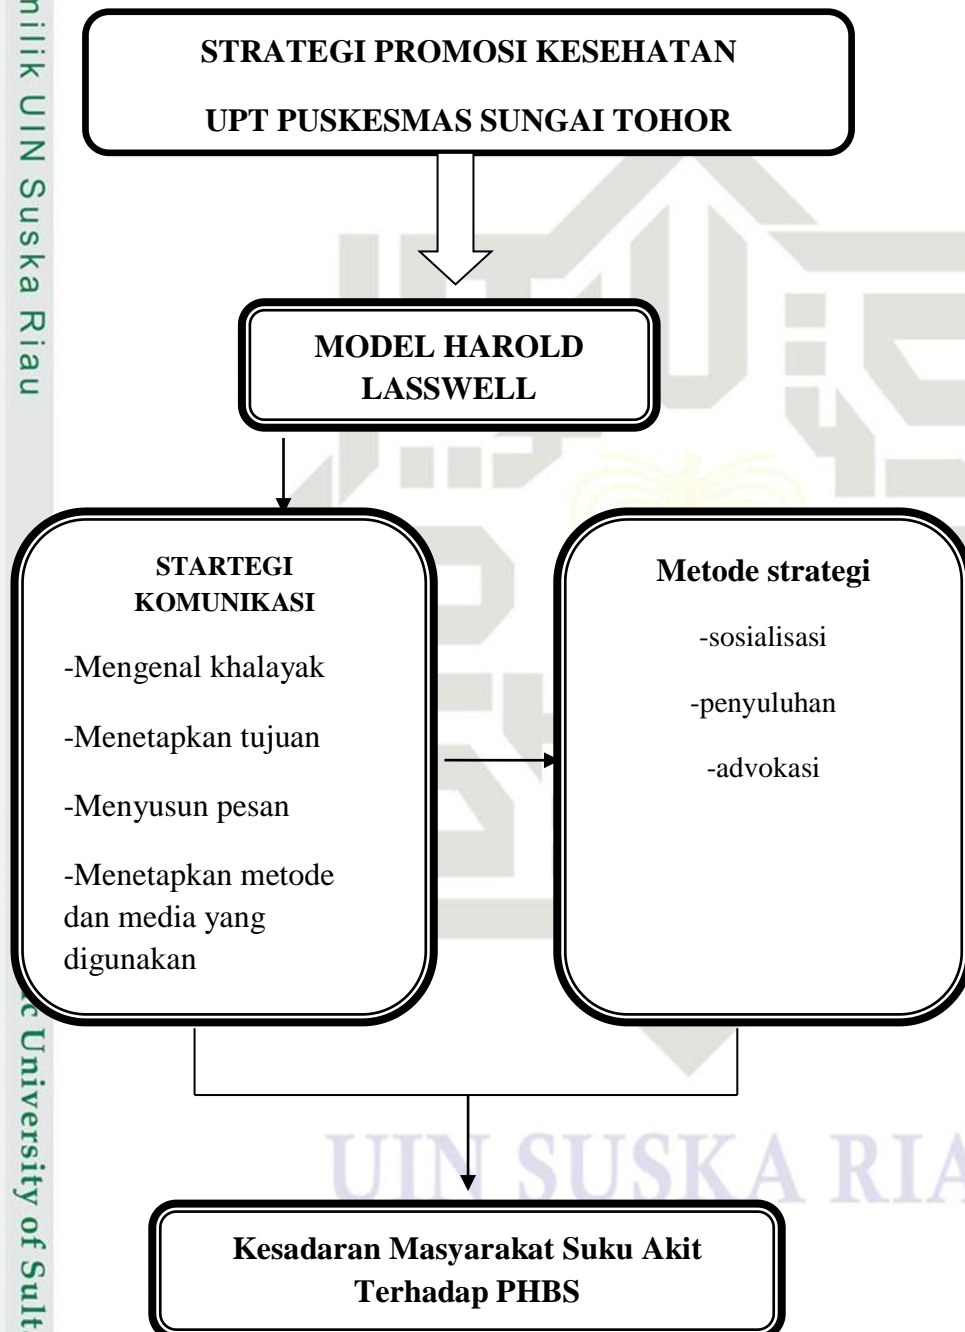 milik UIN Suska Riau
STRATEGI PROMOSI KESEHATAN
UPT PUSKESMAS SUNGAI TOHOR
MODEL HAROLD
LASSWELL
STARTEGI
KOMUNIKASI
-Mengenal khalayak
-Menetapkan tujuan
-Menyusun pesan
-Menetapkan metode
dan media yang
digunakan
Metode strategi
-sosialisasi
-penyuluhan
-advokasi
University of
UIN SUSKA
Kesadaran Masyarakat Suku Akit
Terhadap PHBS